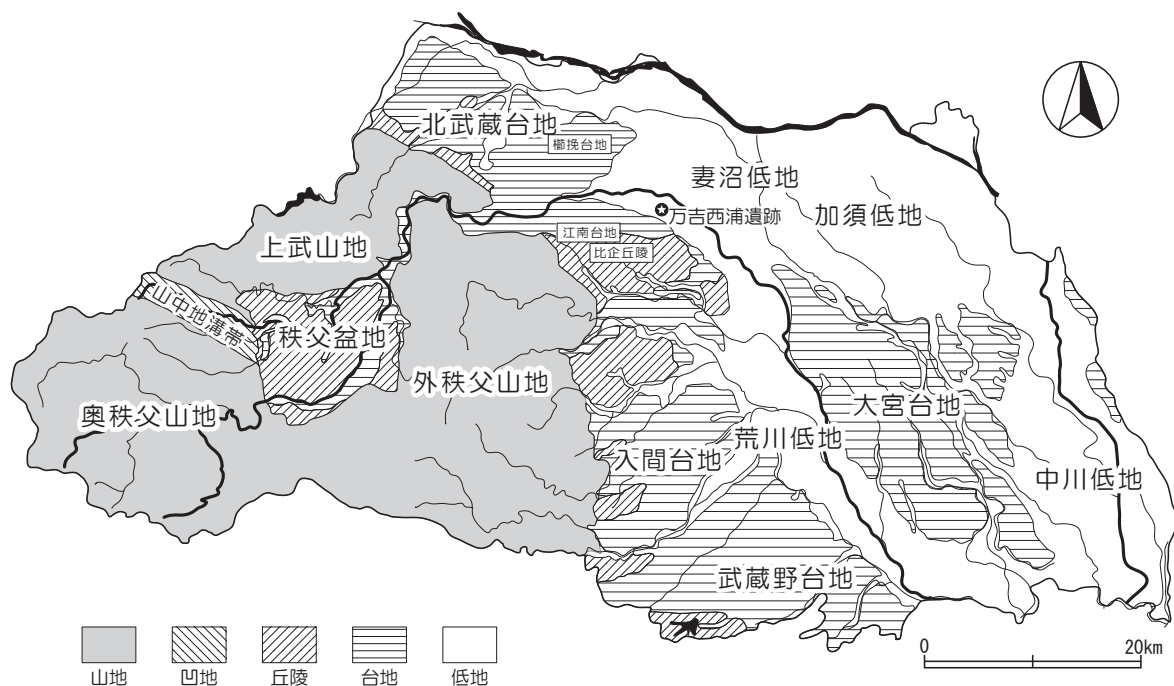 北武蔵台地
櫛挽台地
妻沼低地
加須低地
万吉西浦遺跡
江南台地
比企丘陵
上武山地
山中地溝帯
秩父盆地
外秩父山地
奥秩父山地
大宮台地
荒川低地
入間台地
中川低地
武蔵野台地
0 20km
山地 凹地 丘陵 台地 低地